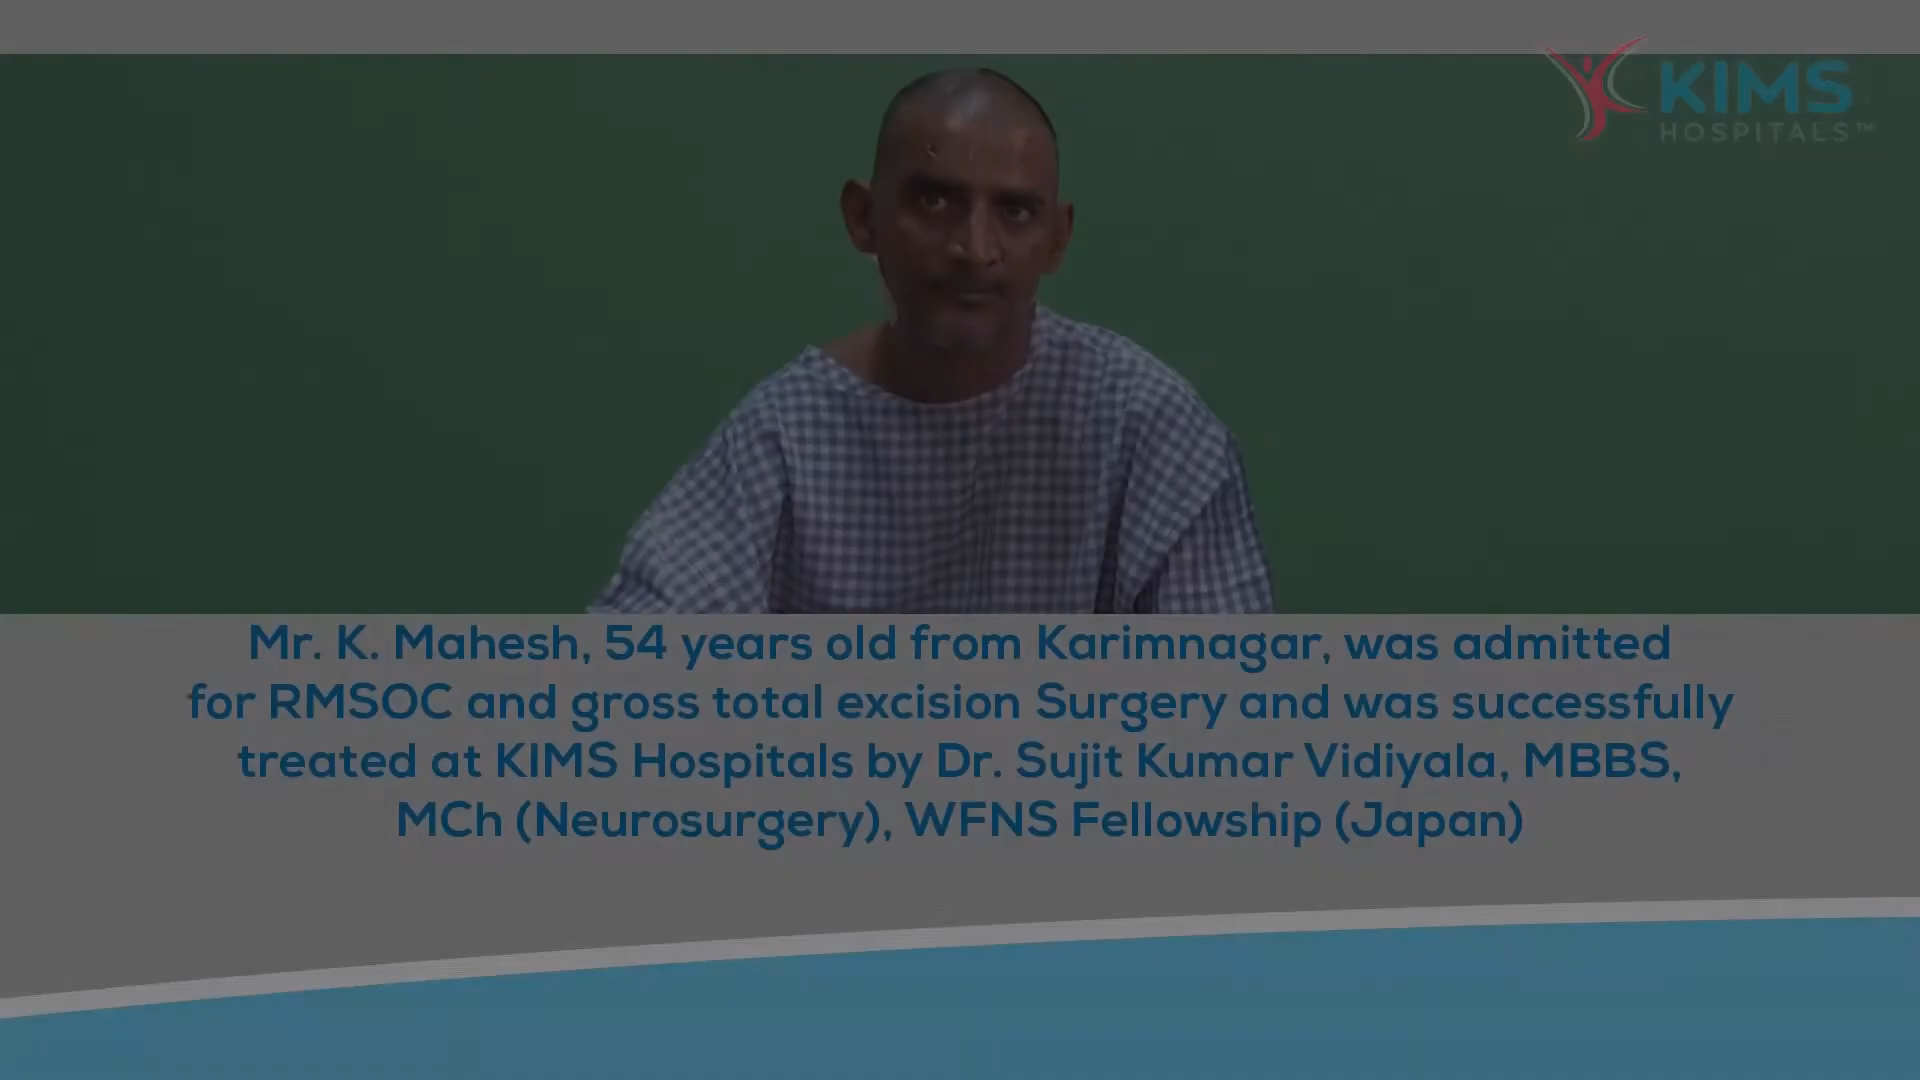 KIMS
HOSPITALS™
Mr. K. Mahesh, 54 years old from Karimnagar, was admitted
for RMSOC and gross total excision Surgery and was successfully
treated at KIMS Hospitals by Dr. Sujit Kumar Vidiyala, MBBS,
MCh (Neurosurgery), WFNS Fellowship (Japan)